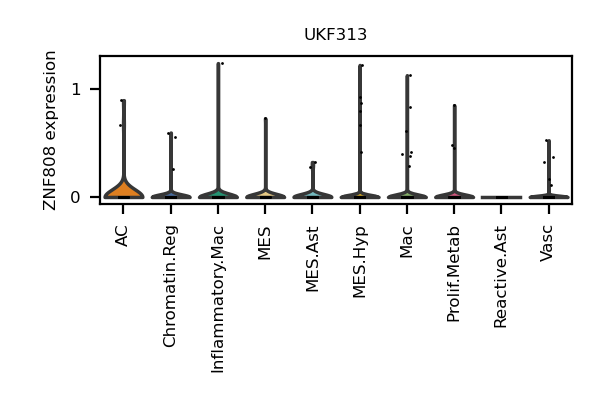 UKF313
ZNF808 expression
1
0
AC
Chromatin.Reg
Inflammatory.Mac
MES
MES.Ast
MES.Hyp
Mac
Prolif.Metab
Reactive.Ast
Vasc